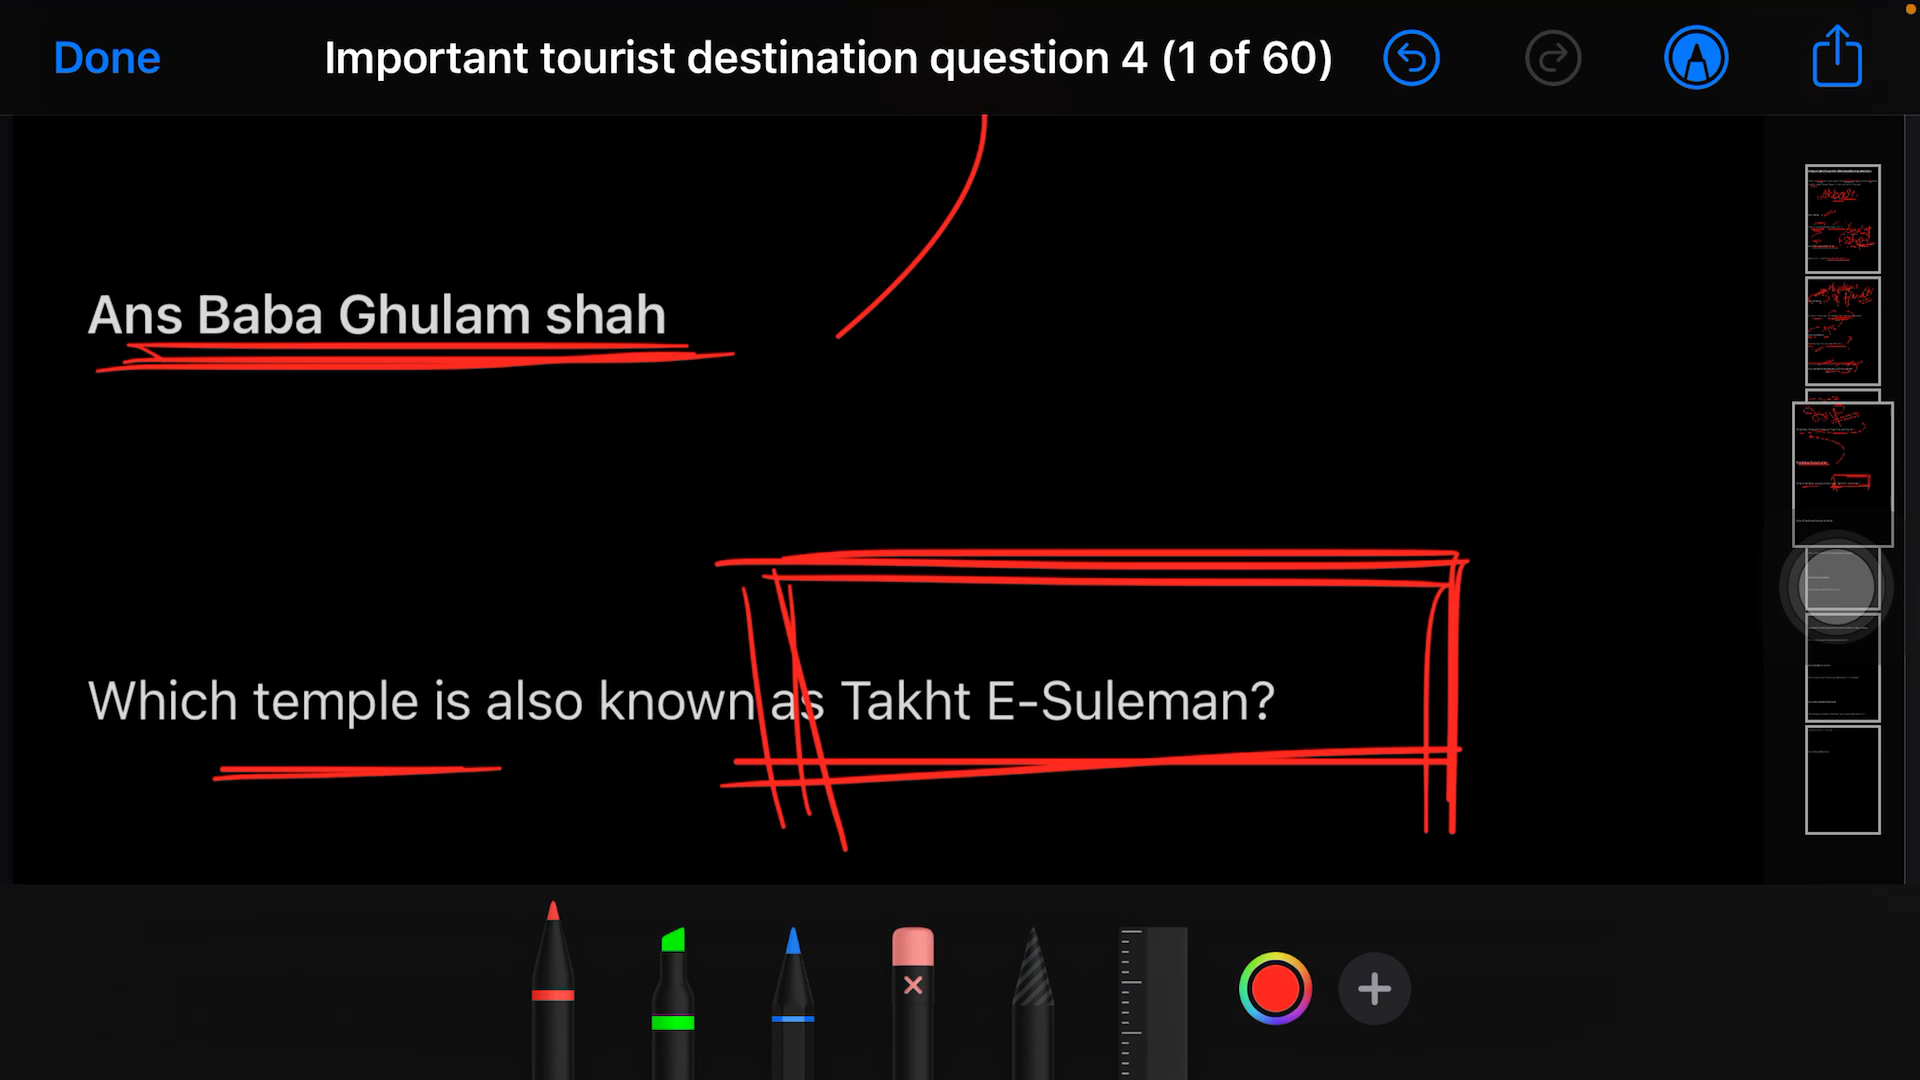 Done
Important tourist destination question 4 (1 of 60)
Ans Baba Ghulam shah
Which temple is also known as Takht E-Suleman?